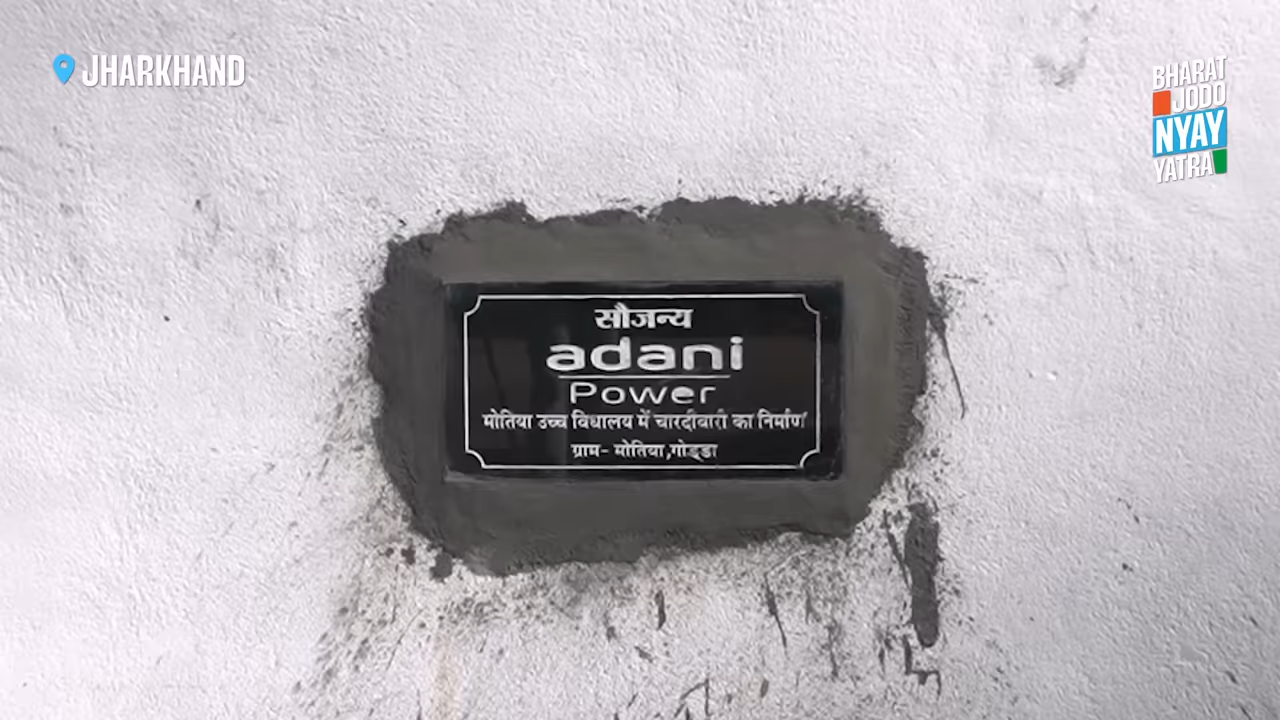 JHARKHAND
BHARAT
JODO
NYAY
YATRA
सौजन्य
adani
Power
मोतिया उच्च विधालय में चारदीवारी का निर्माण
ग्राम- मोतिया,गोड्डा